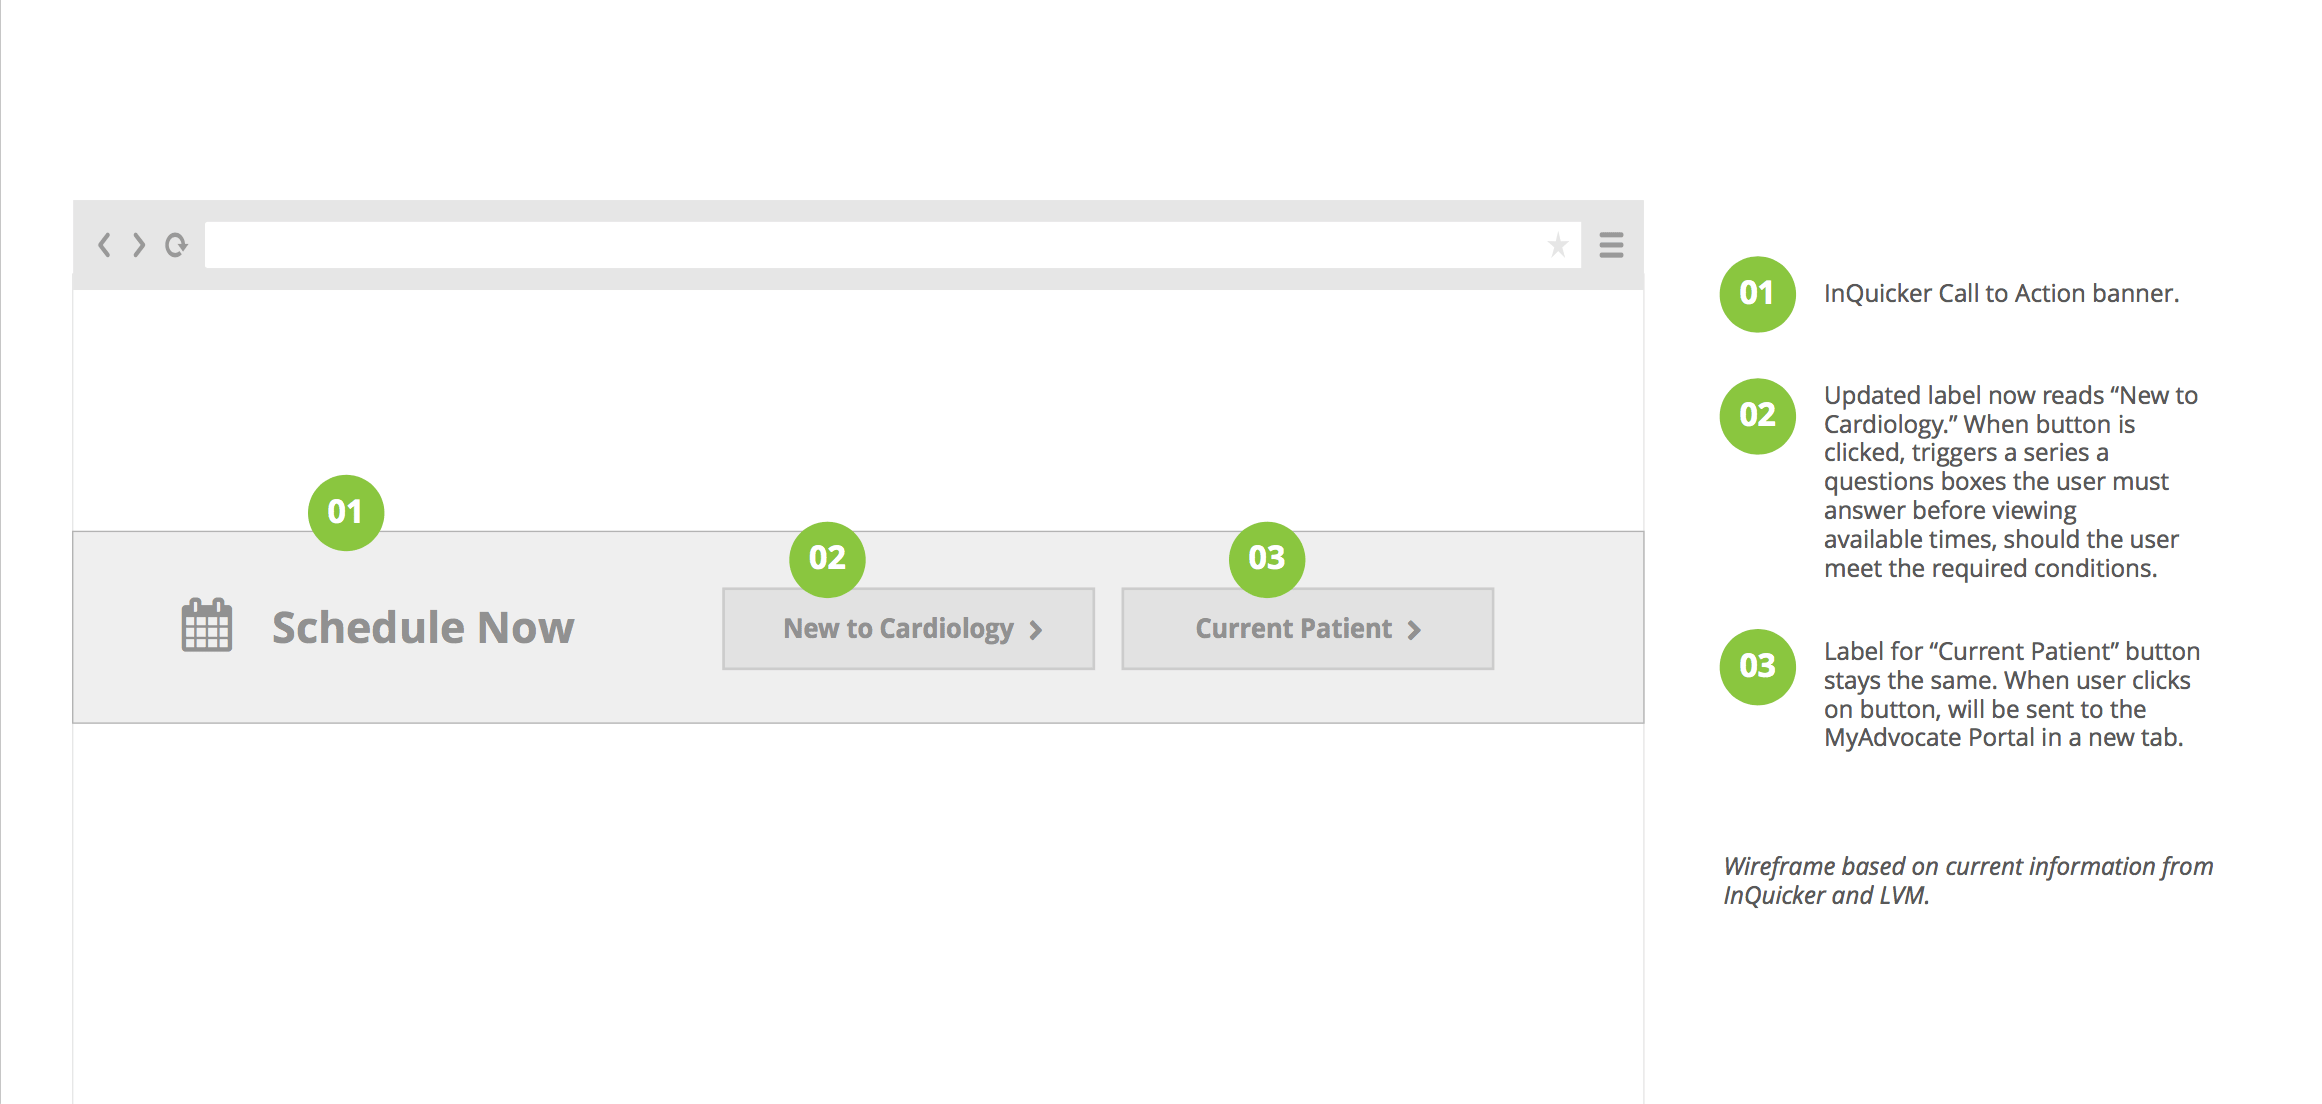 01
Schedule Now
02
New to Cardiology
03
Current Patient
01
InQuicker Call to Action banner.
02
Updated label now reads “New to
Cardiology.” When button is
clicked, triggers a series a
questions boxes the user must
answer before viewing
available times, should the user
meet the required conditions.
03
Label for “Current Patient” button
stays the same. When user clicks
on button, will be sent to the
MyAdvocate Portal in a new tab.
Wireframe based on current information from
InQuicker and LVM.